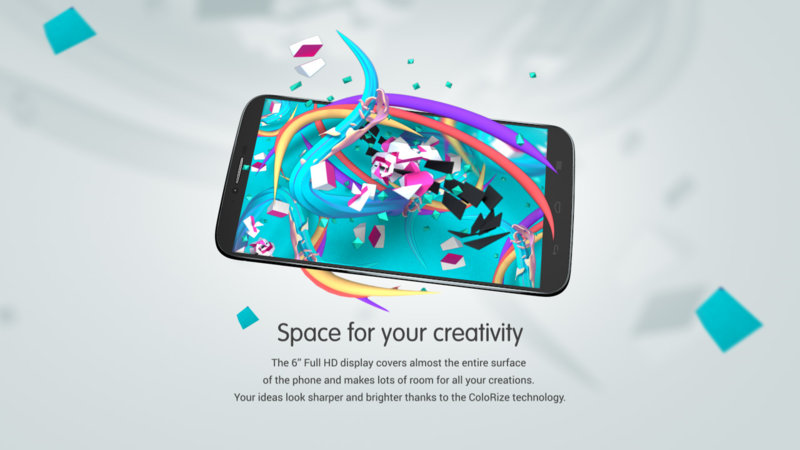 Space for your creativity
The 6" Full HD display covers almost the entire surface
of the phone and makes lots of room for all your creations.
Your ideas look sharper and brighter thanks to the ColoRize technology.